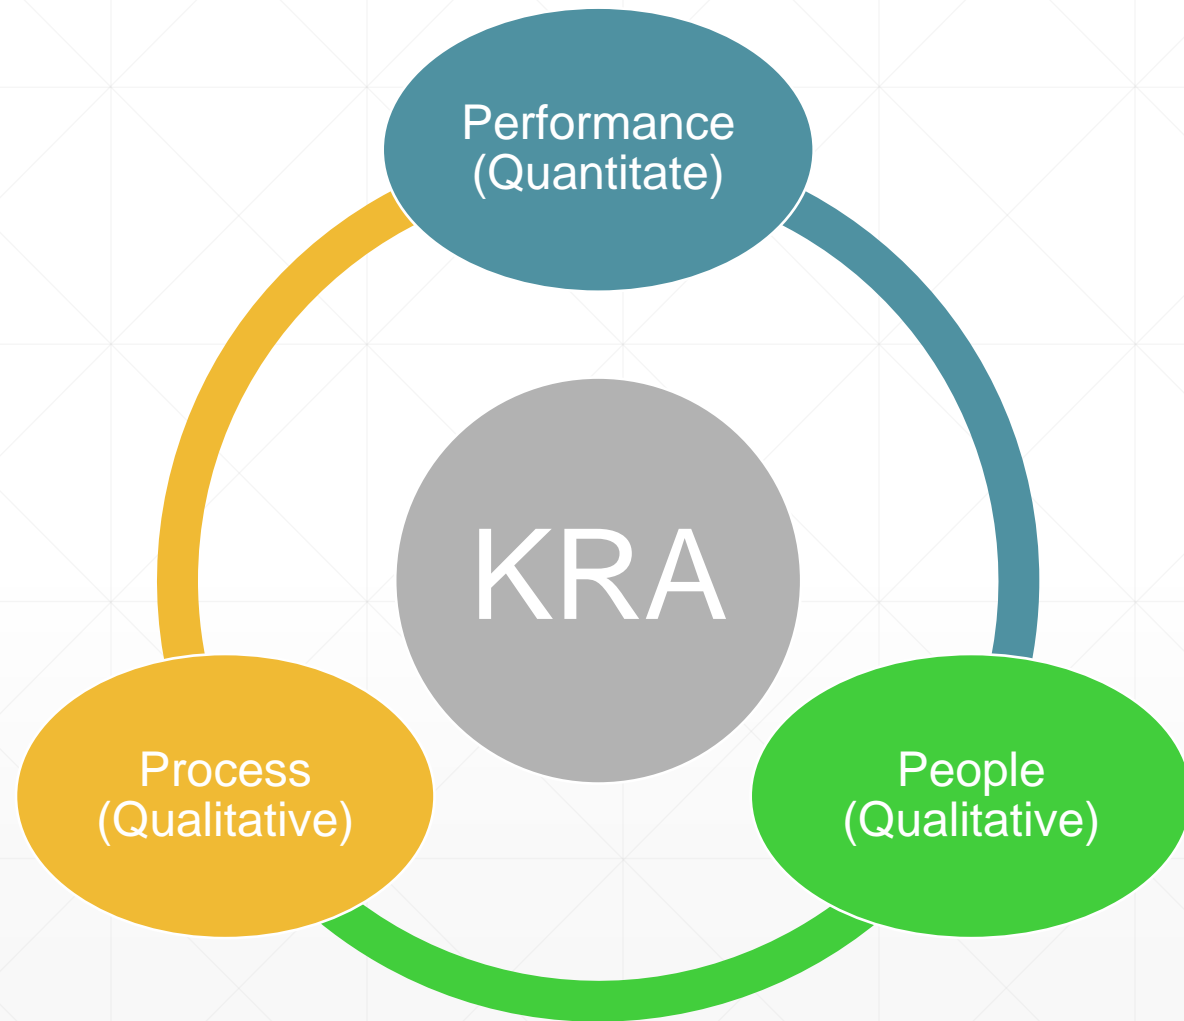 Performance
(Quantitate)
KRA
Process
(Qualitative)
People
(Qualitative)